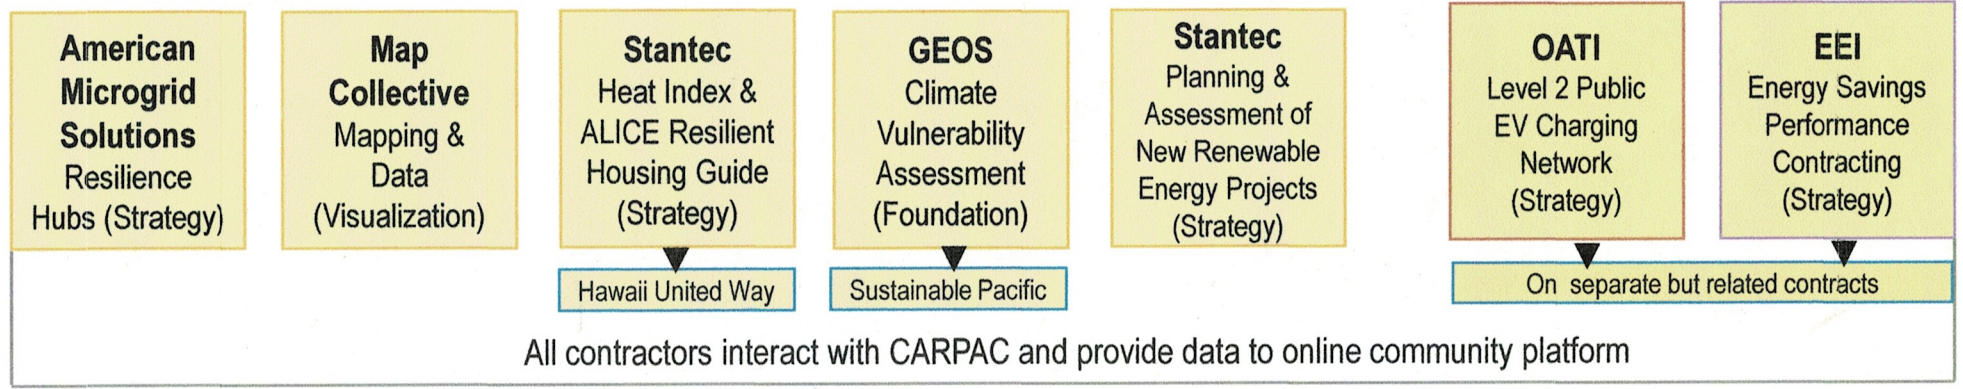 American
Microgrid
Solutions
Resilience
Hubs (Strategy)
Map
Collective
Mapping &
Data
(Visualization)
Stantec
Heat Index &
ALICE Resilient
Housing Guide
(Strategy)
Hawaii United Way
GEOS
Climate
Vulnerability
Assessment
(Foundation)
Sustainable Pacific
Stantec
Planning &
Assessment of
New Renewable
Energy Projects
(Strategy)
OATI
Level 2 Public
EV Charging
Network
(Strategy)
EEI
Energy Savings
Performance
Contracting
(Strategy)
On separate but related contracts
All contractors interact with CARPAC and provide data to online community platform